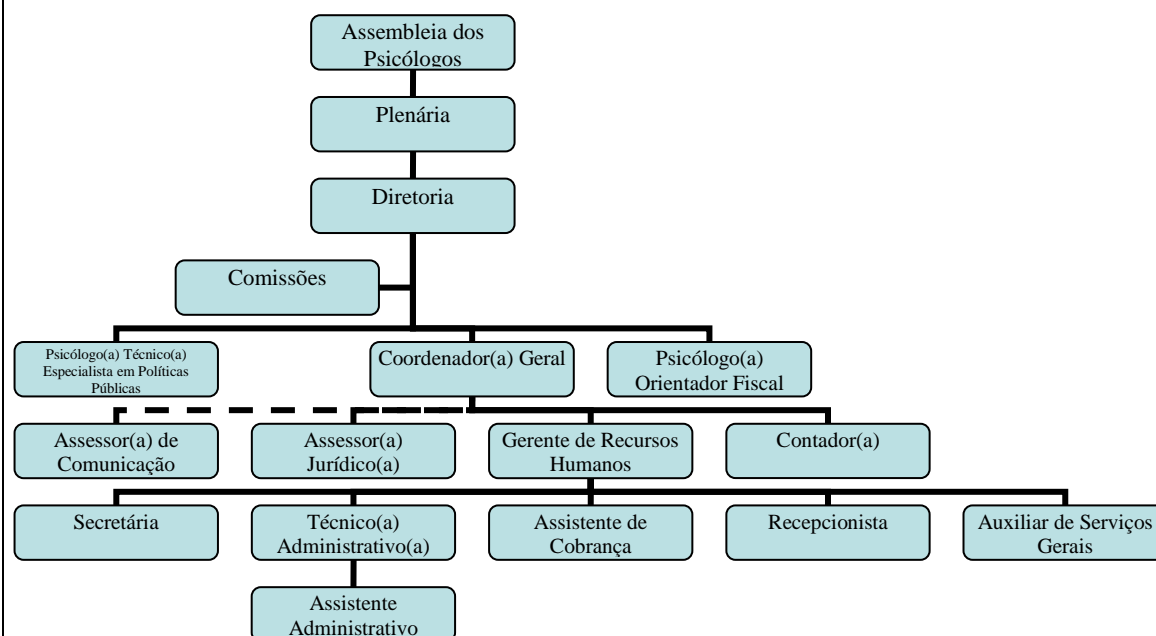 Assembleia dos
Psicólogos
Plenária
Diretoria
Comissões
Psicólogo(a) Técnico(a)
Especialista em Políticas
Públicas
Coordenador(a) Geral
Psicólogo(a)
Orientador Fiscal
Assessor(a) de
Comunicação
Assessor(a)
Jurídico(a)
Gerente de Recursos
Humanos
Contador(a)
Secretária
Técnico(a)
Administrativo(a)
Assistente de
Cobrança
Recepcionista
Auxiliar de Serviços
Gerais
Assistente
Administrativo